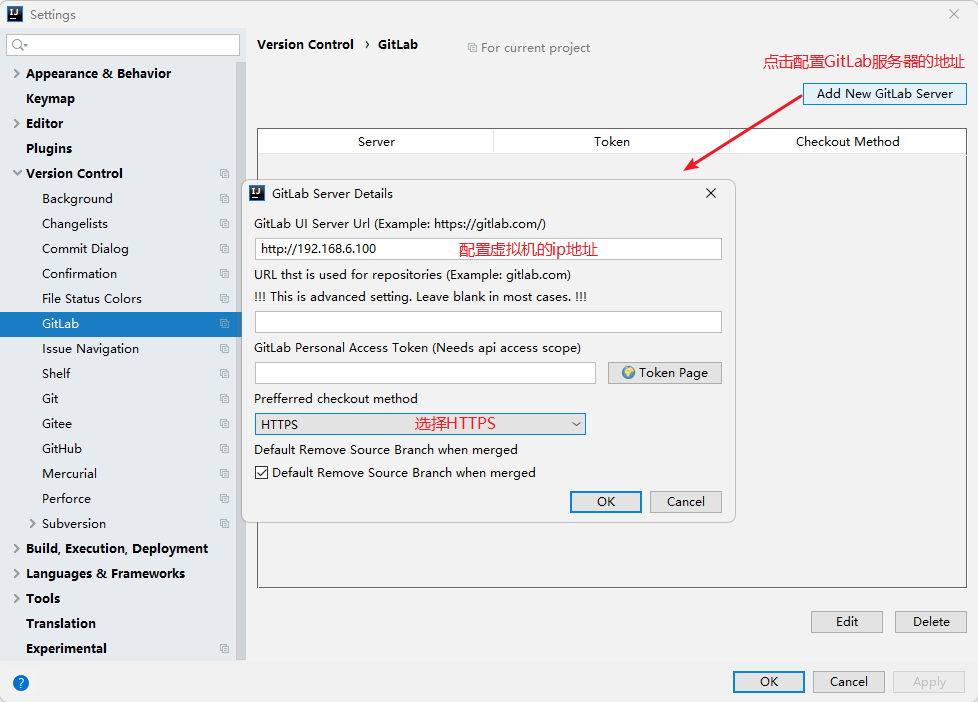 Settings
Version Control › GitLab
For current project
点击配置GitLab服务器的地址
Add New GitLab Server
Appearance & Behavior
Keymap
Editor
Plugins
Version Control
Background
Changelists
Commit Dialog
Confirmation
File Status Colors
GitLab
Issue Navigation
Shelf
Git
Gitee
GitHub
Mercurial
Perforce
Subversion
Build, Execution, Deployment
Languages & Frameworks
Tools
Translation
Experimental
Server Token Checkout Method
GitLab Server Details
GitLab UI Server Url (Example: https://gitlab.com/)
http://192.168.6.100 配置虚拟机的ip地址
URL thst is used for repositories (Example: gitlab.com)
!!! This is advanced setting. Leave blank in most cases. !!!
GitLab Personal Access Token (Needs api access scope)
Token Page
Prefferred checkout method
HTTPS 选择HTTPS
Default Remove Source Branch when merged
Default Remove Source Branch when merged
OK Cancel
Edit Delete
? OK Cancel Apply